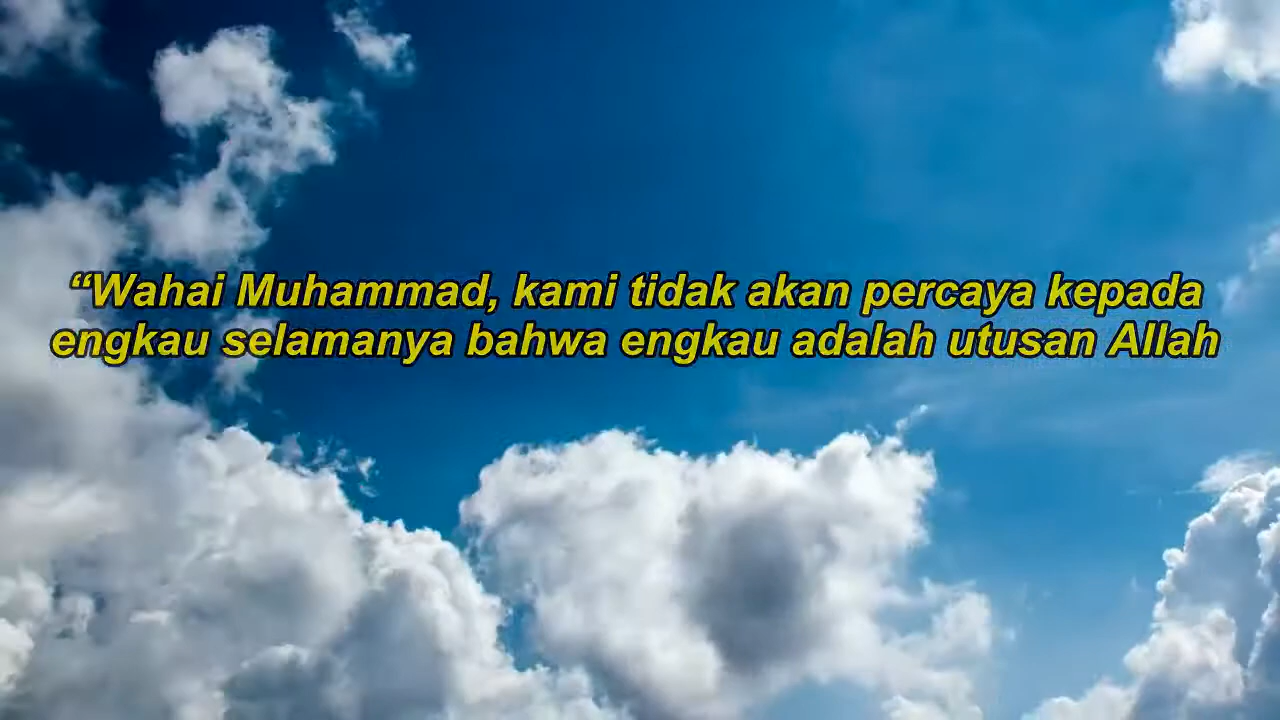 “Wahai Muhammad, kami tidak akan percaya kepada
engkau selamanya bahwa engkau adalah utusan Allah